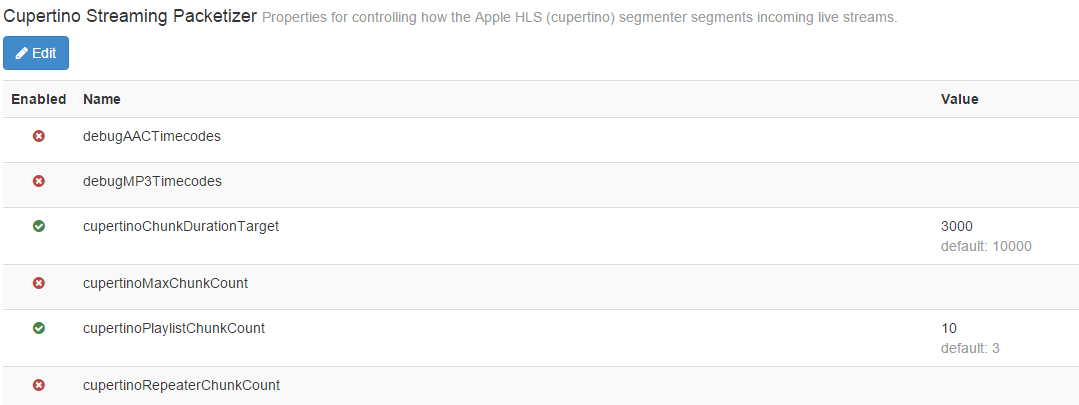 Cupertino Streaming Packetizer Properties for controlling how the Apple HLS (cupertino) segmenter segments incoming live streams.
Edit
Enabled Name Value
debugAACTimecodes
debugMP3Timecodes
cupertinoChunkDurationTarget 3000
default: 10000
cupertinoMaxChunkCount
cupertinoPlaylistChunkCount 10
default: 3
cupertinoRepeaterChunkCount